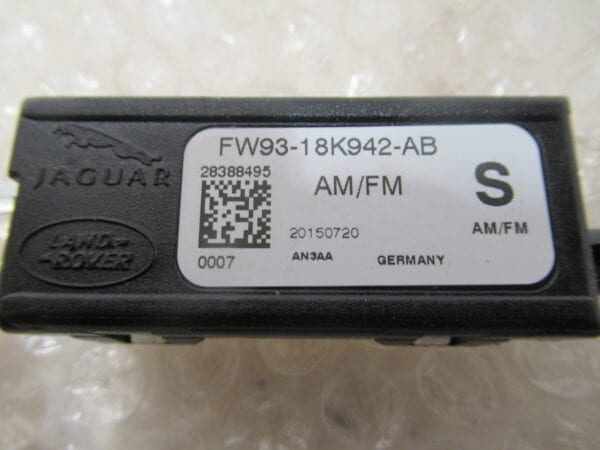 JAGUAR
LAND-
ROVER
FW93-18K942-AB
28388495
AM/FM
S
20150720
AM/FM
0007
AN3AA
GERMANY